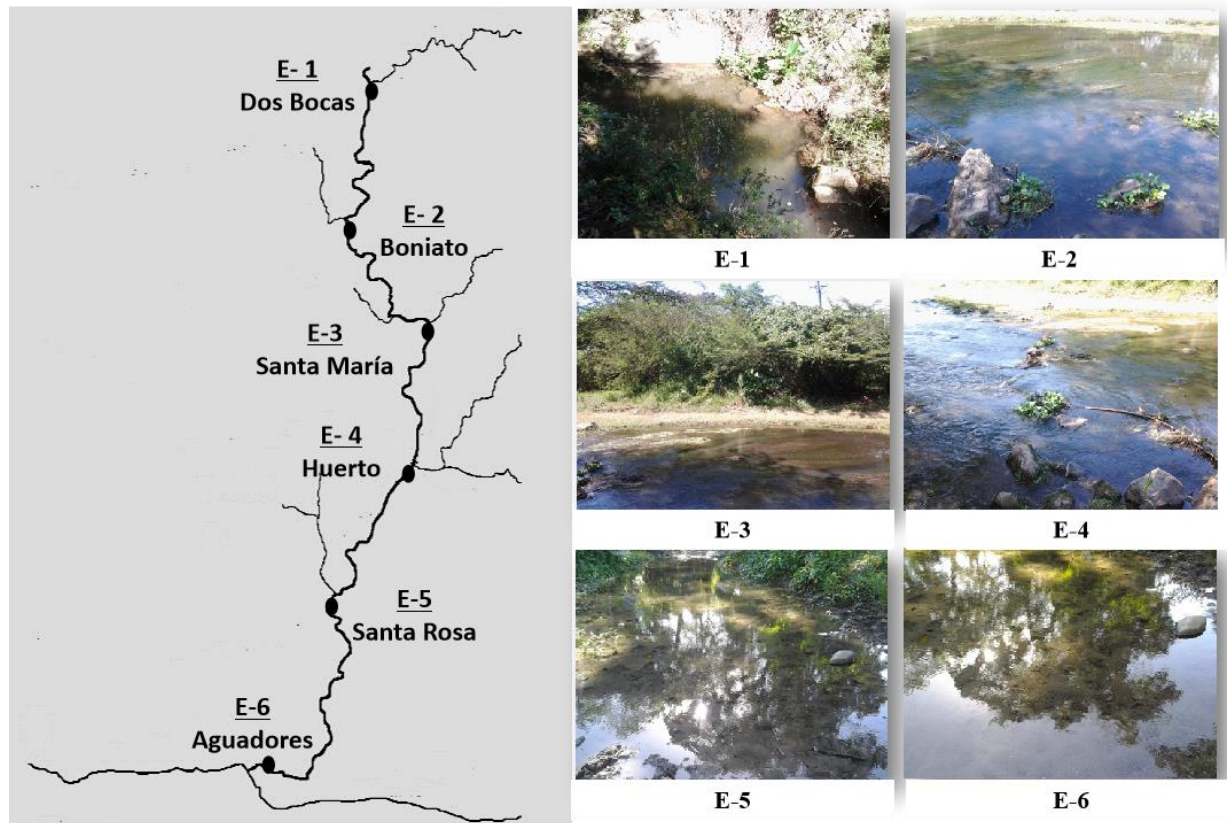 E- 1
Dos Bocas
E- 2
Boniato
E-3
Santa María
E- 4
Huerto
E-5
Santa Rosa
E-6
Aguadores
E-1
E-2
E-3
E-4
E-5
E-6